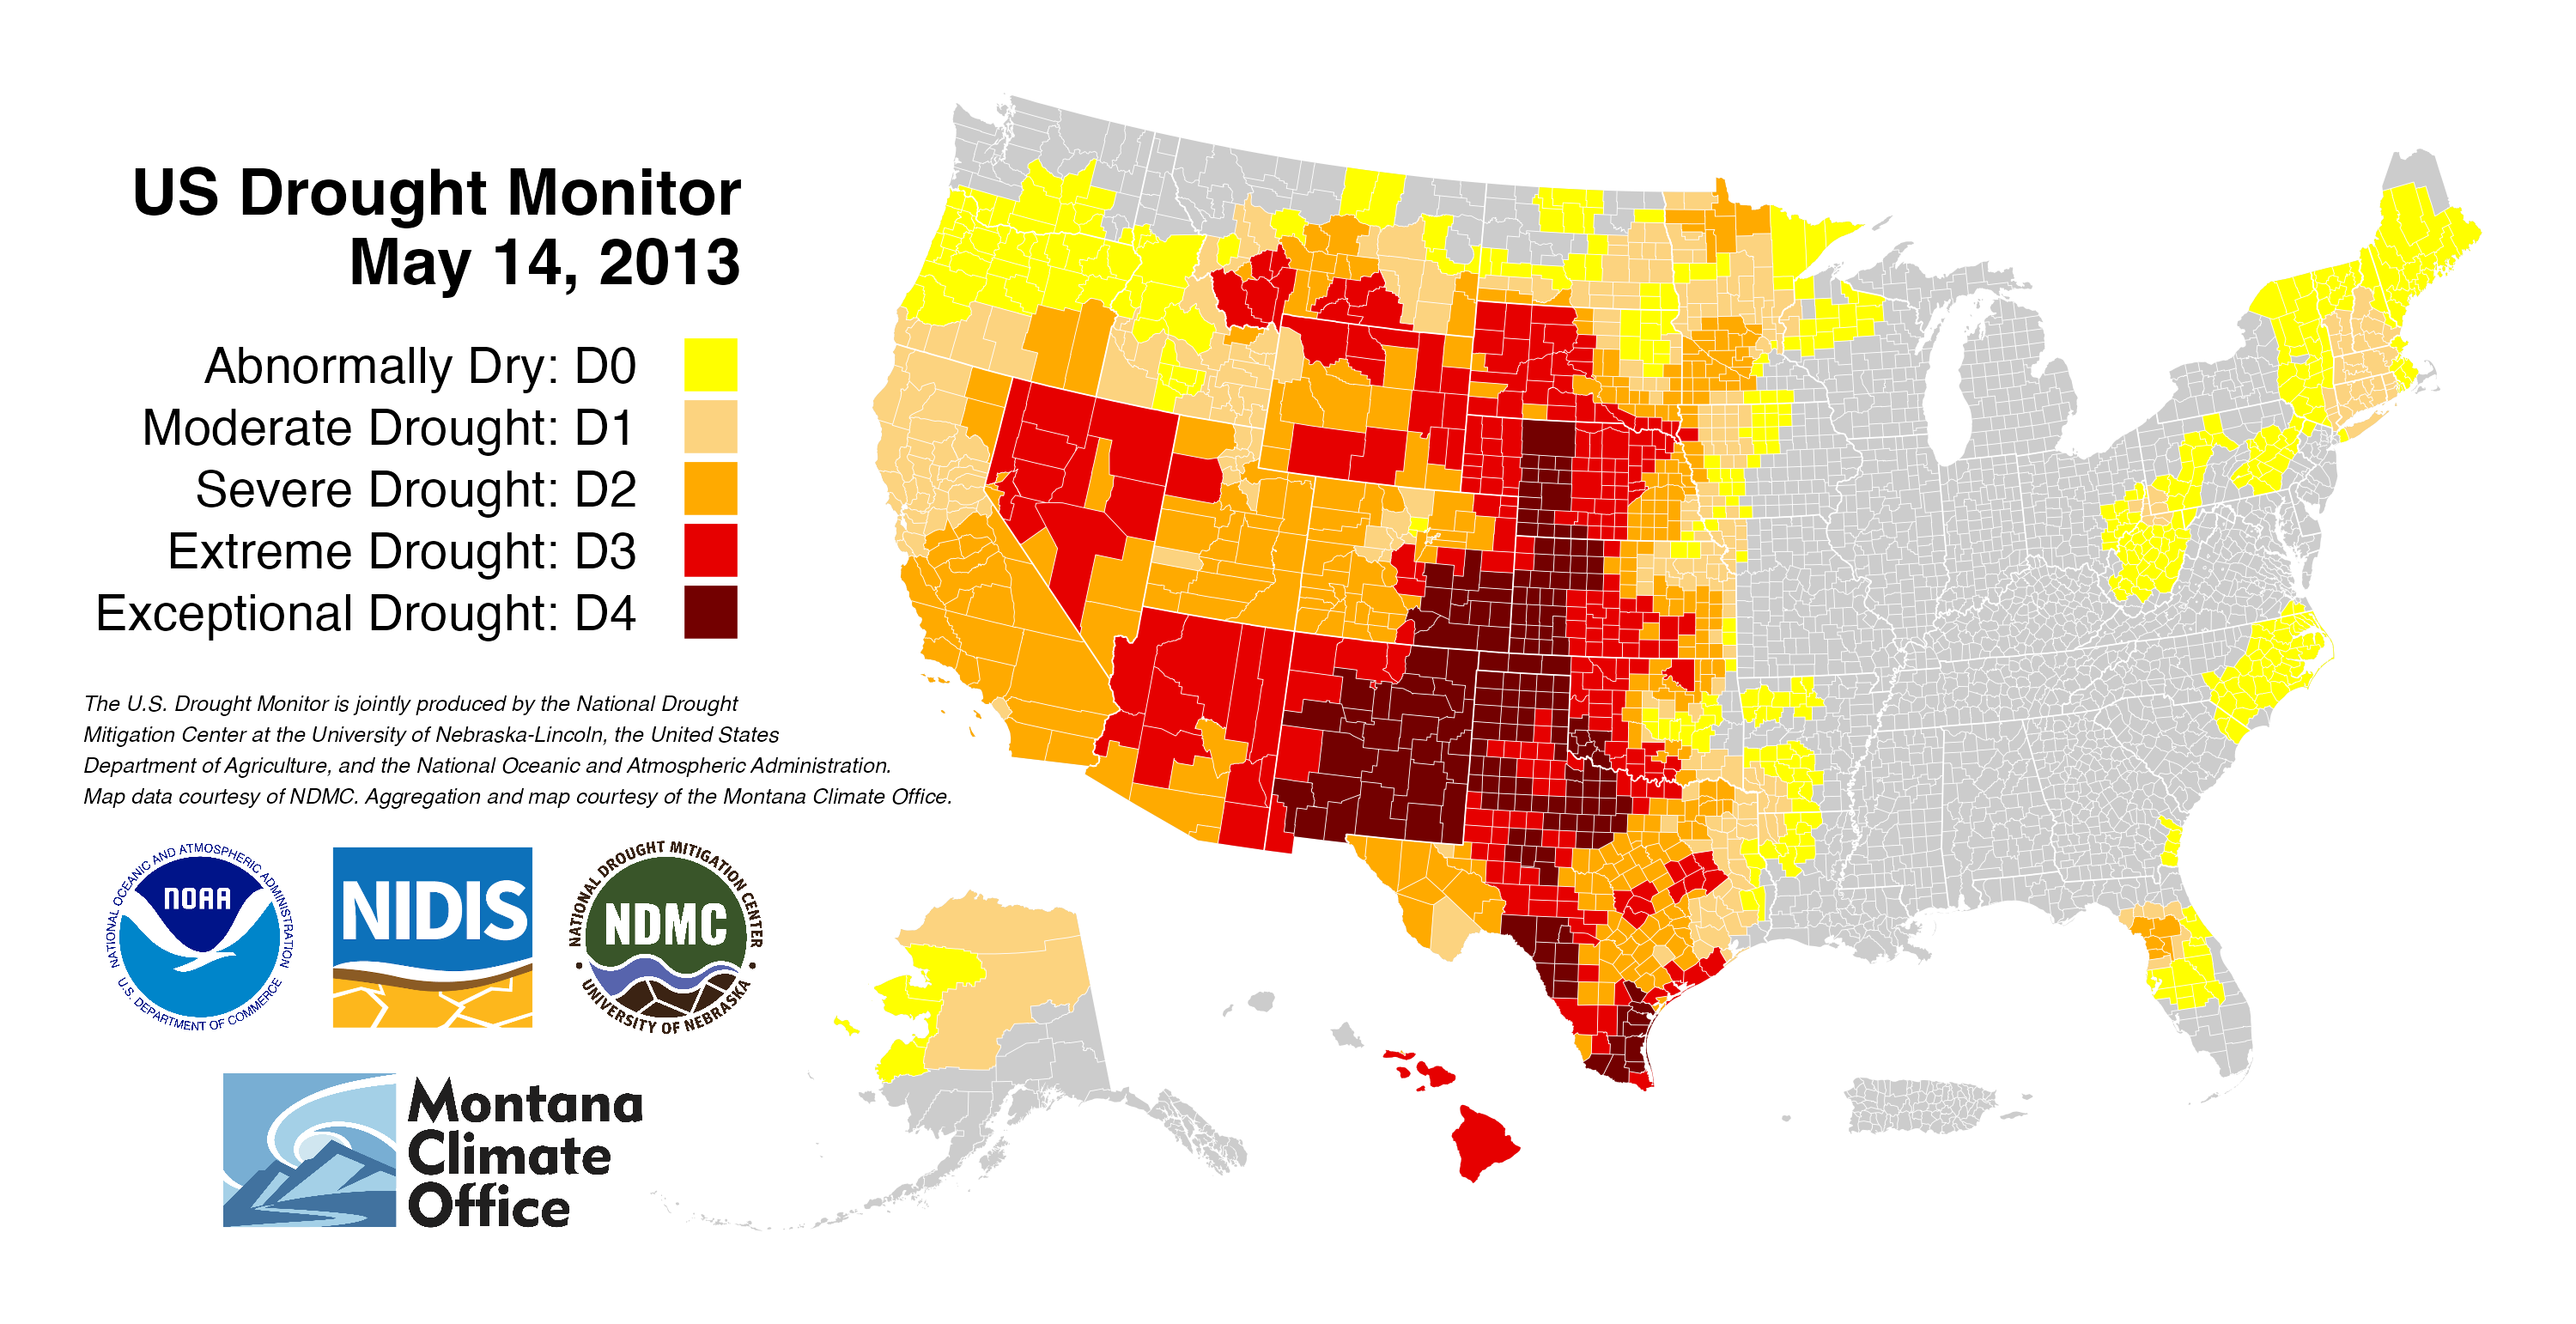 US Drought Monitor
May 14, 2013
Abnormally Dry: D0
Moderate Drought: D1
Severe Drought: D2
Extreme Drought: D3
Exceptional Drought: D4
The U.S. Drought Monitor is jointly produced by the National Drought
Mitigation Center at the University of Nebraska-Lincoln, the United States
Department of Agriculture, and the National Oceanic and Atmospheric Administration.
Map data courtesy of NDMC. Aggregation and map courtesy of the Montana Climate Office.
NATIONAL OCEANIC AND ATMOSPHERIC ADMINISTRATION
NOAA
U.S. DEPARTMENT OF COMMERCE
NIDIS
NATIONAL DROUGHT MITIGATION CENTER
NDMC
UNIVERSITY OF NEBRASKA
Montana
Climate
Office